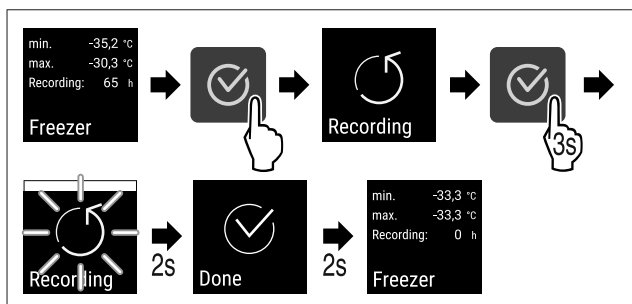 min. -35,2 °C
max. -30,3 °C
Recording: 65 h
Freezer
Recording
3s
Recording
2s
Done
2s
min. -33,3 °C
max. -33,3 °C
Recording: 0 h
Freezer